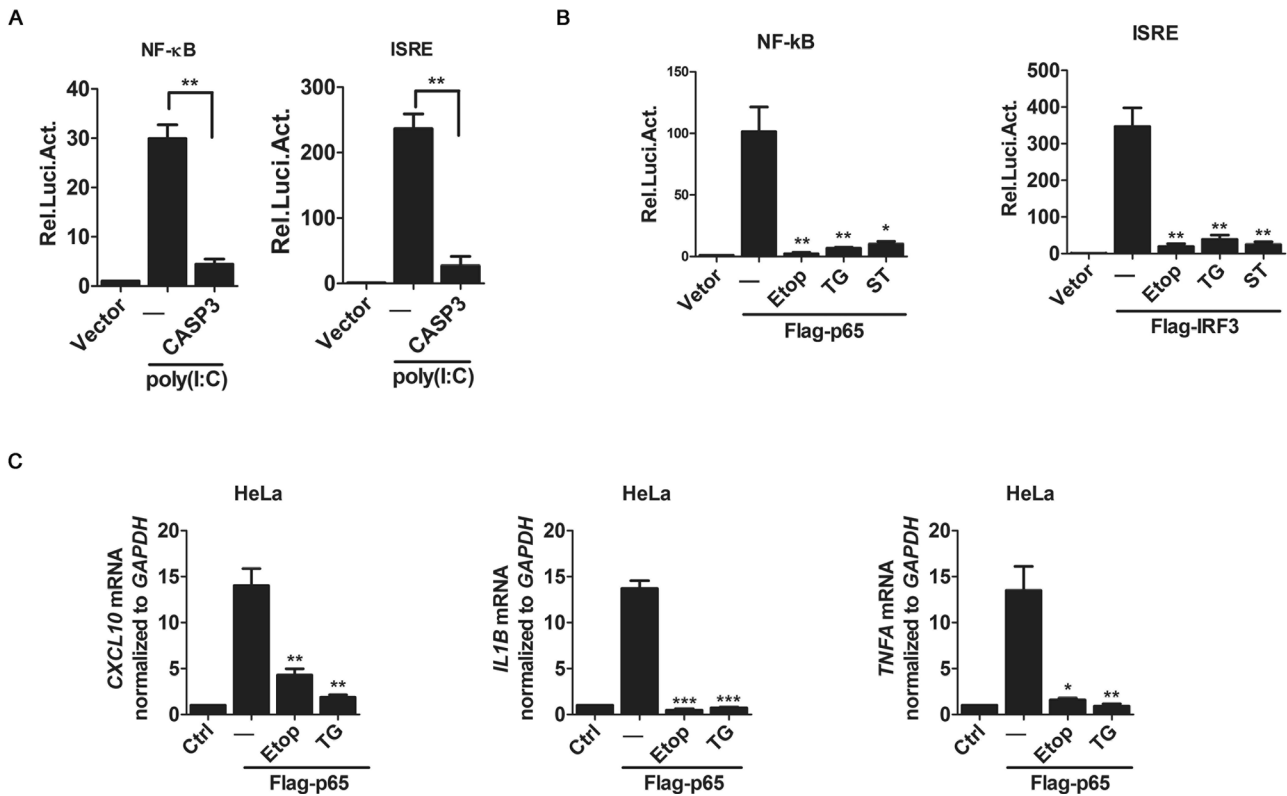 A
NF-κB
Rel.Luci.Act.
40
30
20
10
0
**
Vector
—
CASP3
poly(I:C)
ISRE
Rel.Luci.Act.
300
200
100
0
**
Vector
—
CASP3
poly(I:C)
B
NF-kB
Rel.Luci.Act.
150
100
50
0
**
**
*
Vetor
—
Etop
TG
ST
Flag-p65
ISRE
Rel.Luci.Act.
500
400
300
200
100
0
**
**
**
Vetor
—
Etop
TG
ST
Flag-IRF3
C
HeLa
CXCL10 mRNA
normalized to GAPDH
20
15
10
5
0
**
**
Ctrl
—
Etop
TG
Flag-p65
HeLa
IL1B mRNA
normalized to GAPDH
20
15
10
5
0
***
***
Ctrl
—
Etop
TG
Flag-p65
HeLa
TNFA mRNA
normalized to GAPDH
20
15
10
5
0
*
**
Ctrl
—
Etop
TG
Flag-p65